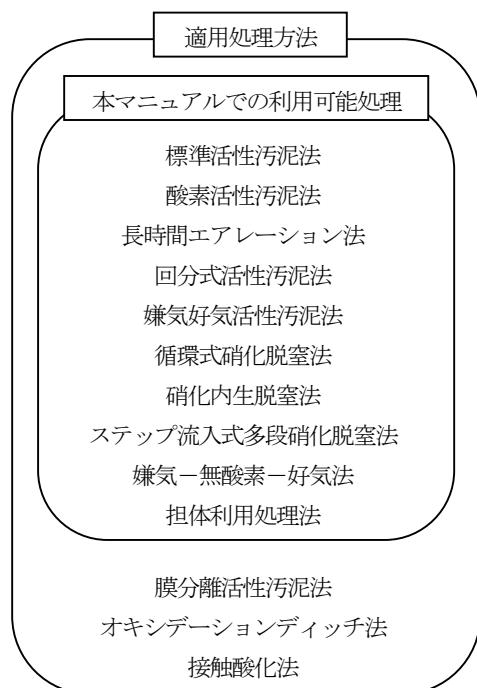 適用処理方法
本マニュアルでの利用可能処理
標準活性汚泥法
酸素活性汚泥法
長時間エアレーション法
回分式活性汚泥法
嫌気好気活性汚泥法
循環式硝化脱窒法
硝化内生脱窒法
ステップ流入式多段硝化脱窒法
嫌気－無酸素－好気法
担体利用処理法
膜分離活性汚泥法
オキシデーションディッチ法
接触酸化法